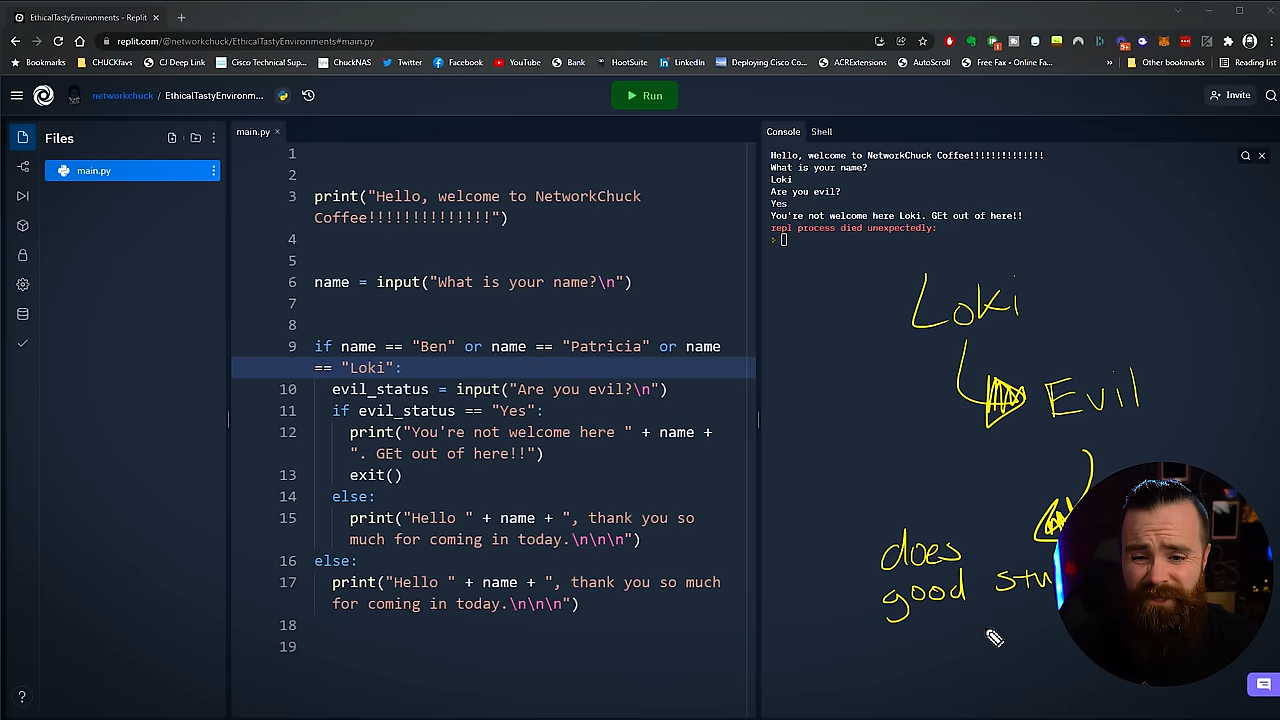 EthicalTastyEnvironments - Replit
replit.com/@networkchuck/EthicalTastyEnvironments#main.py
Bookmarks CHUCKfavs CJ Deep Link Cisco Technical Sup... ChuckNAS Twitter Facebook YouTube Bank HootSuite LinkedIn Deploying Cisco Co... ACRExtensions AutoScroll Free Fax - Online Fa... » Other bookmarks Reading list
networkchuck / EthicalTastyEnvironm... Run Invite
Files
main.py
main.py
1
2
3 print("Hello, welcome to NetworkChuck
Coffee!!!!!!!!!!!!!!")
4
5
6 name = input("What is your name?\n")
7
8
9 if name == "Ben" or name == "Patricia" or name
== "Loki":
10 evil_status = input("Are you evil?\n")
11 if evil_status == "Yes":
12 print("You're not welcome here " + name +
". GEt out of here!!")
13 exit()
14 else:
15 print("Hello " + name + ", thank you so
much for coming in today.\n\n\n")
16 else:
17 print("Hello " + name + ", thank you so much
for coming in today.\n\n\n")
18
19
Console Shell
Hello, welcome to NetworkChuck Coffee!!!!!!!!!!!!!!
What is your name?
Loki
Are you evil?
Yes
You're not welcome here Loki. GEt out of here!!
repl process died unexpectedly:
>
Loki
Evil
does
good
?